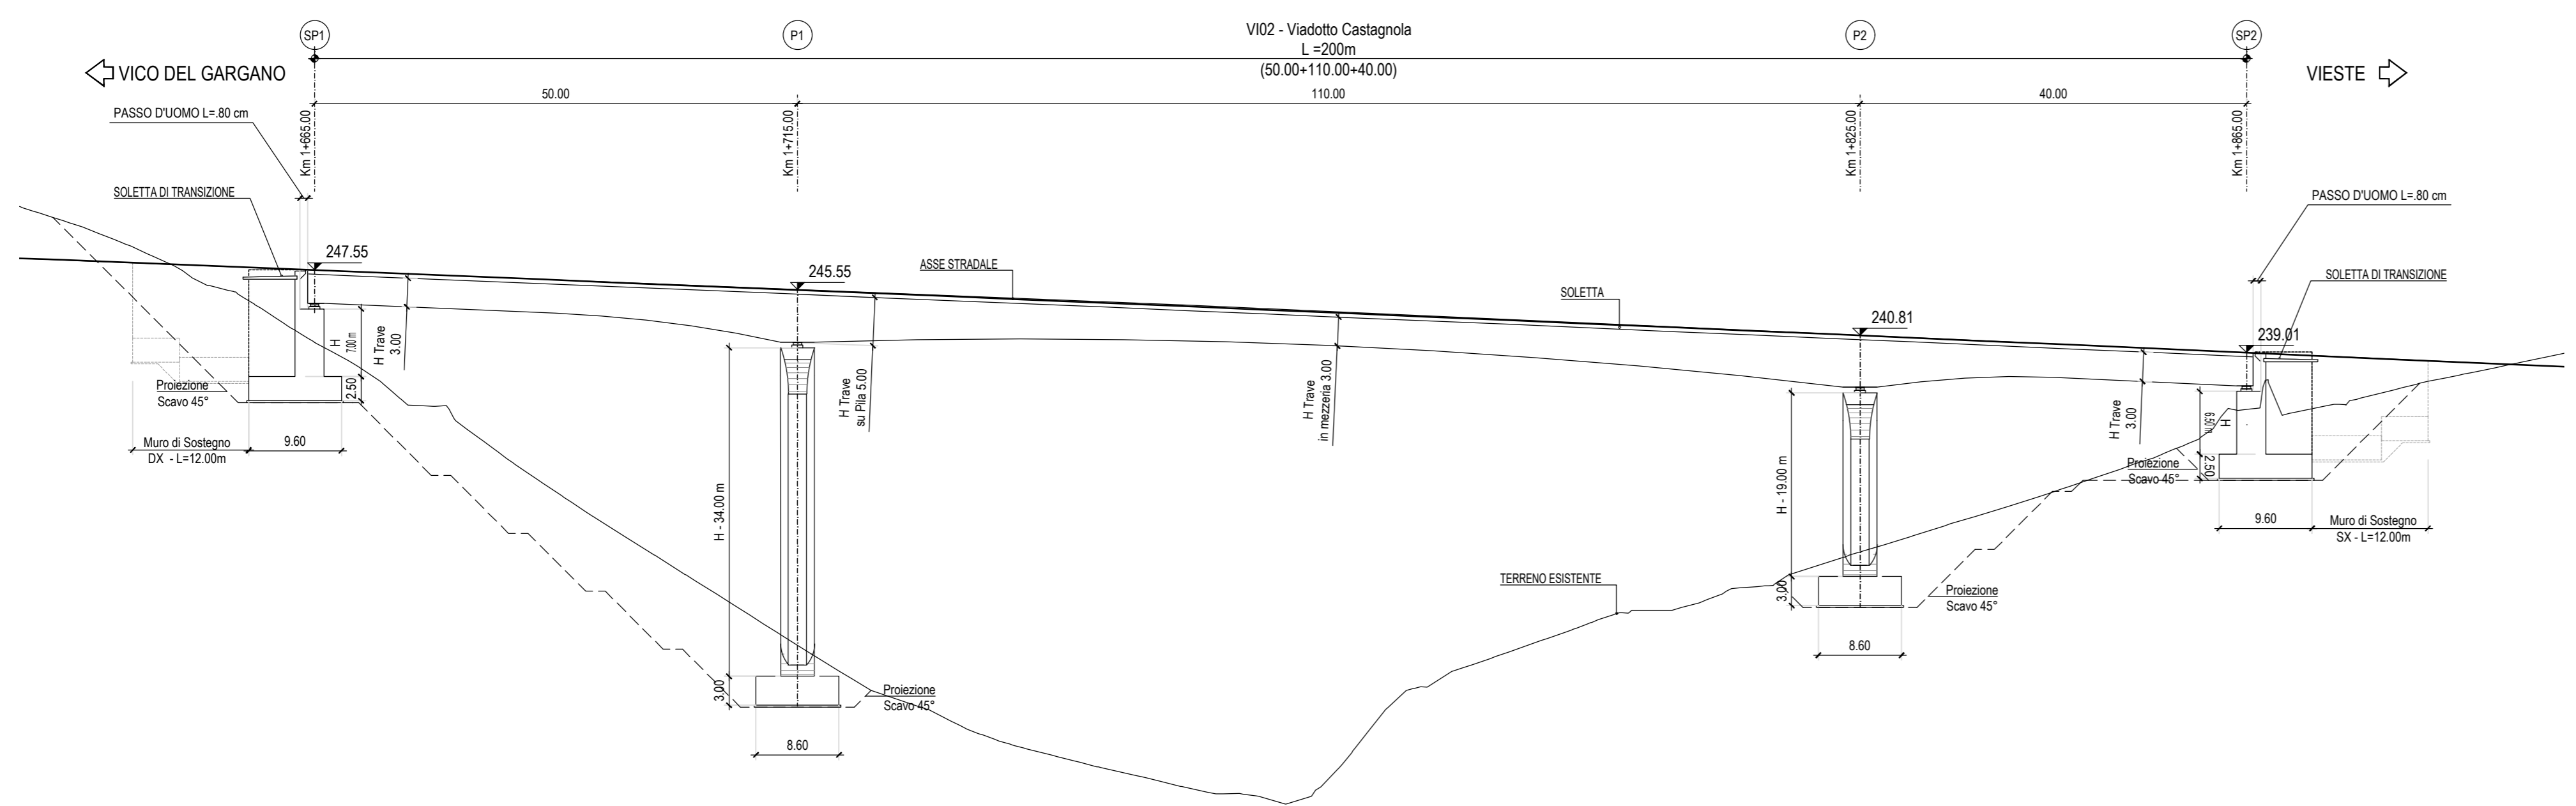 SP1
P1
VI02 - Viadotto Castagnola
P2
SP2
L =200m
(50.00+110.00+40.00)
VICO DEL GARGANO
VIESTE
50.00
110.00
40.00
PASSO D'UOMO L=.80 cm
Km 1+665.00
Km 1+715.00
Km 1+825.00
Km 1+865.00
SOLETTA DI TRANSIZIONE
PASSO D'UOMO L=.80 cm
247.55
245.55
ASSE STRADALE
SOLETTA
SOLETTA DI TRANSIZIONE
240.81
239.01
H
7.00 m
H Trave
3.00
H Trave
su Pila 5.00
H Trave
in mezzeria 3.00
H Trave
3.00
6.50 m
H
Proiezione
Scavo 45°
2.50
Muro di Sostegno
DX - L=12.00m
9.60
H - 34.00 m
H - 19.00 m
Proiezione
Scavo 45°
2.50
9.60
Muro di Sostegno
SX - L=12.00m
TERRENO ESISTENTE
3.00
Proiezione
Scavo 45°
8.60
3.00
Proiezione
Scavo 45°
8.60